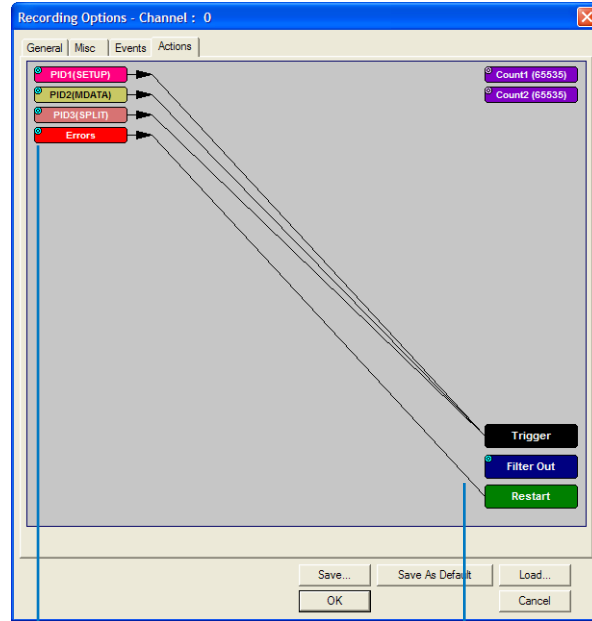 Recording Options - Channel : 0
General Misc Events Actions
PID1(SETUP)
PID2(MDATA)
PID3(SPLIT)
Errors
Count1 (65535)
Count2 (65535)
Trigger
Filter Out
Restart
Save... Save As Default Load...
OK Cancel